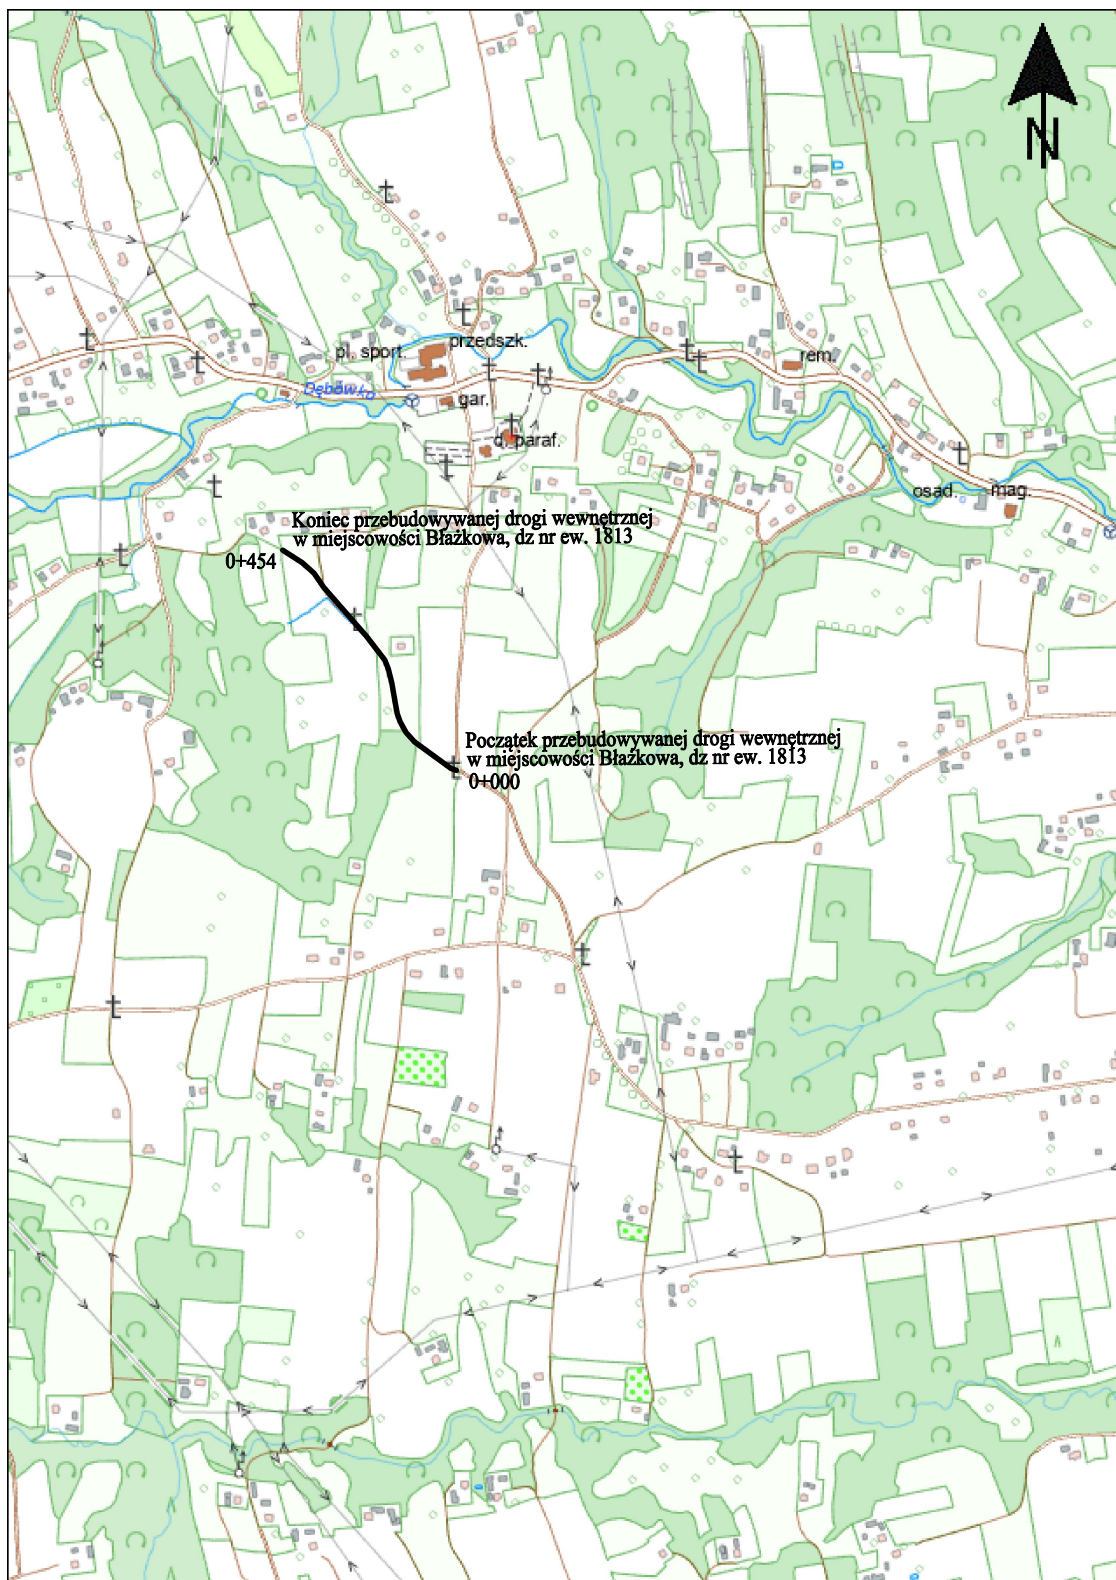 N
przedszk.
pl. sport.
rem.
Dębówka
gar.
d. paraf.
osad.
mag.
Koniec przebudowywanej drogi wewnętrznej
w miejscowości Błażkowa, dz nr ew. 1813
0+454
Początek przebudowywanej drogi wewnętrznej
w miejscowości Błażkowa, dz nr ew. 1813
0+000